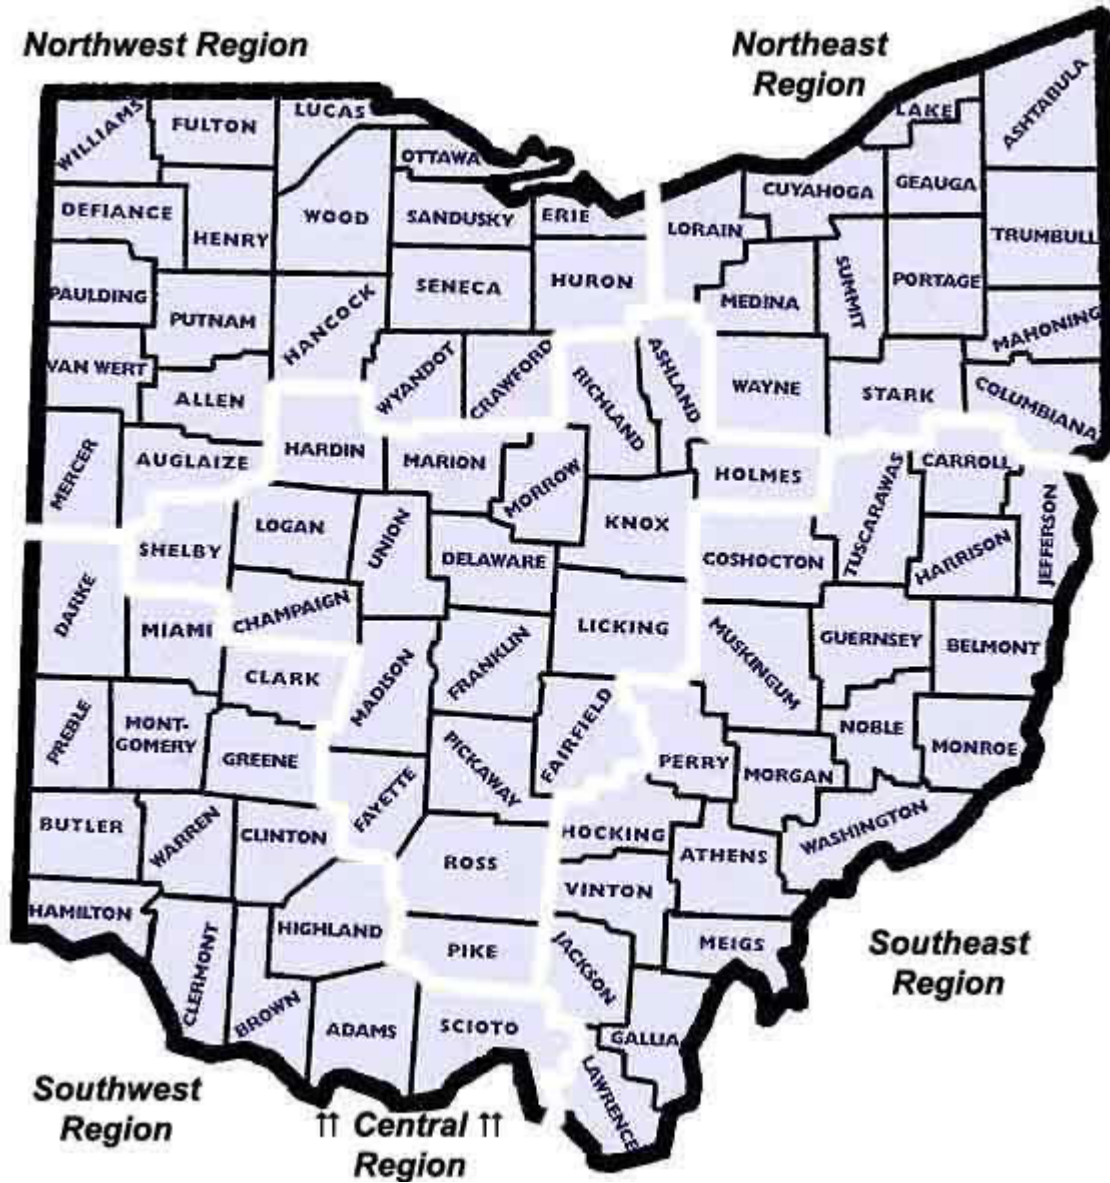 Northwest Region
Northeast
Region
WILLIAMS
FULTON
LUCAS
OTTAWA
LAKE
ASHTABULA
DEFIANCE
HENRY
WOOD
SANDUSKY
ERIE
LORAIN
CUYAHOGA
GEAUGA
TRUMBULL
PAULDING
PUTNAM
HANCOCK
SENECA
HURON
MEDINA
SUMMIT
PORTAGE
MAHONING
VAN WERT
ALLEN
WYANDOT
CRAWFORD
RICHLAND
ASHLAND
WAYNE
STARK
COLUMBIANA
MERCER
AUGLAIZE
HARDIN
MARION
MORROW
HOLMES
TUSCARAWAS
CARROLL
JEFFERSON
SHELBY
LOGAN
UNION
DELAWARE
KNOX
COSHOCTON
HARRISON
DARKE
MIAMI
CHAMPAIGN
LICKING
MUSKINGUM
GUERNSEY
BELMONT
CLARK
MADISON
FRANKLIN
FAIRFIELD
NOBLE
MONROE
PREBLE
MONT-
GOMERY
GREENE
PICKAWAY
PERRY
MORGAN
FAYETTE
BUTLER
WARREN
CLINTON
ROSS
HOCKING
ATHENS
WASHINGTON
VINTON
HAMILTON
CLERMONT
HIGHLAND
PIKE
JACKSON
MEIGS
BROWN
ADAMS
SCIOTO
GALLIA
LAWRENCE
Southeast
Region
Southwest
Region
⇈ Central ⇈
Region